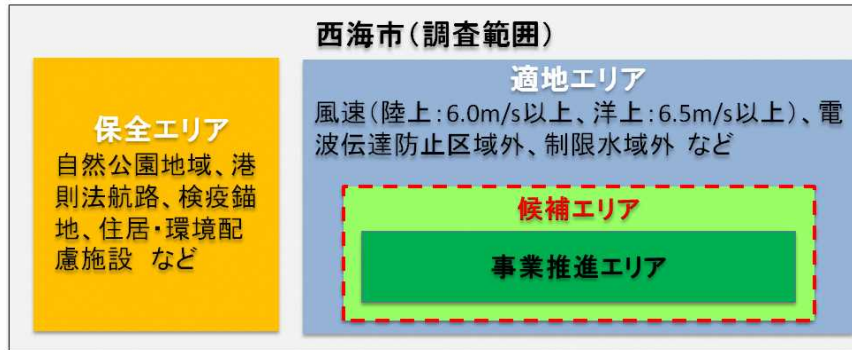 西海市(調査範囲)
保全エリア
自然公園地域、港
則法航路、検疫錨
地、住居・環境配
慮施設 など
適地エリア
風速(陸上:6.0m/s以上、洋上:6.5m/s以上)、電
波伝達防止区域外、制限水域外 など
候補エリア
事業推進エリア